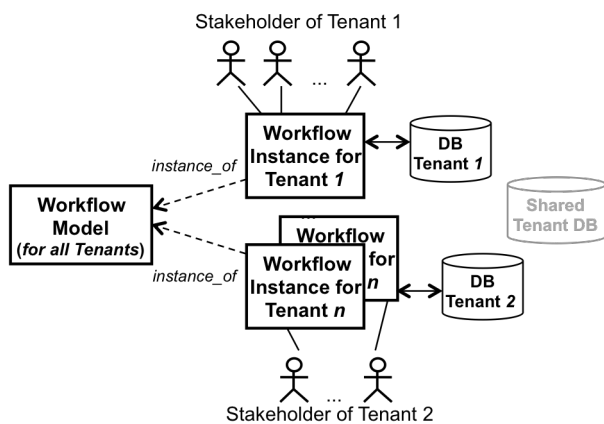 Stakeholder of Tenant 1
...
Workflow
Instance for
Tenant 1
DB
Tenant 1
instance_of
Workflow
Model
(for all Tenants)
Shared
Tenant DB
...
Workflow
for
n
instance_of
Workflow
Instance for
Tenant n
DB
Tenant 2
...
Stakeholder of Tenant 2